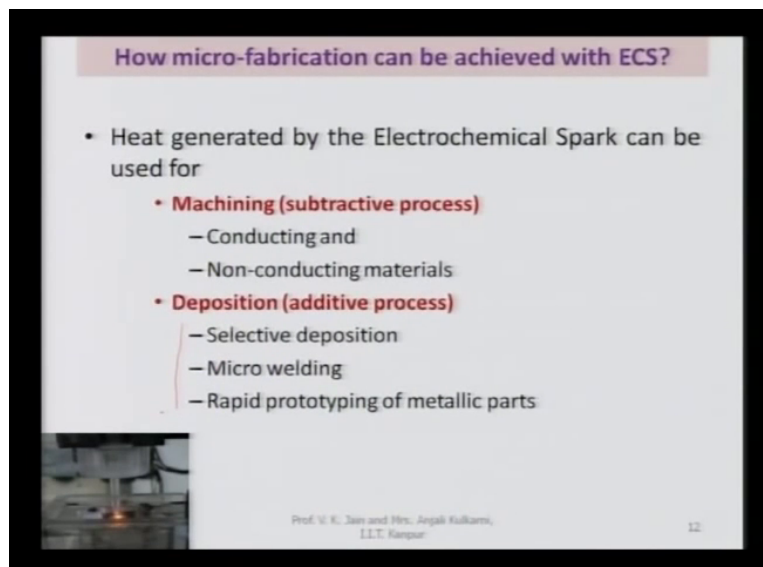 How micro-fabrication can be achieved with ECS?
• Heat generated by the Electrochemical Spark can be
used for
• Machining (subtractive process)
– Conducting and
– Non-conducting materials
• Deposition (additive process)
– Selective deposition
– Micro welding
– Rapid prototyping of metallic parts
Prof. V. K. Jain and Mrs. Anjali Kulkarni,
I.I.T. Kanpur
12